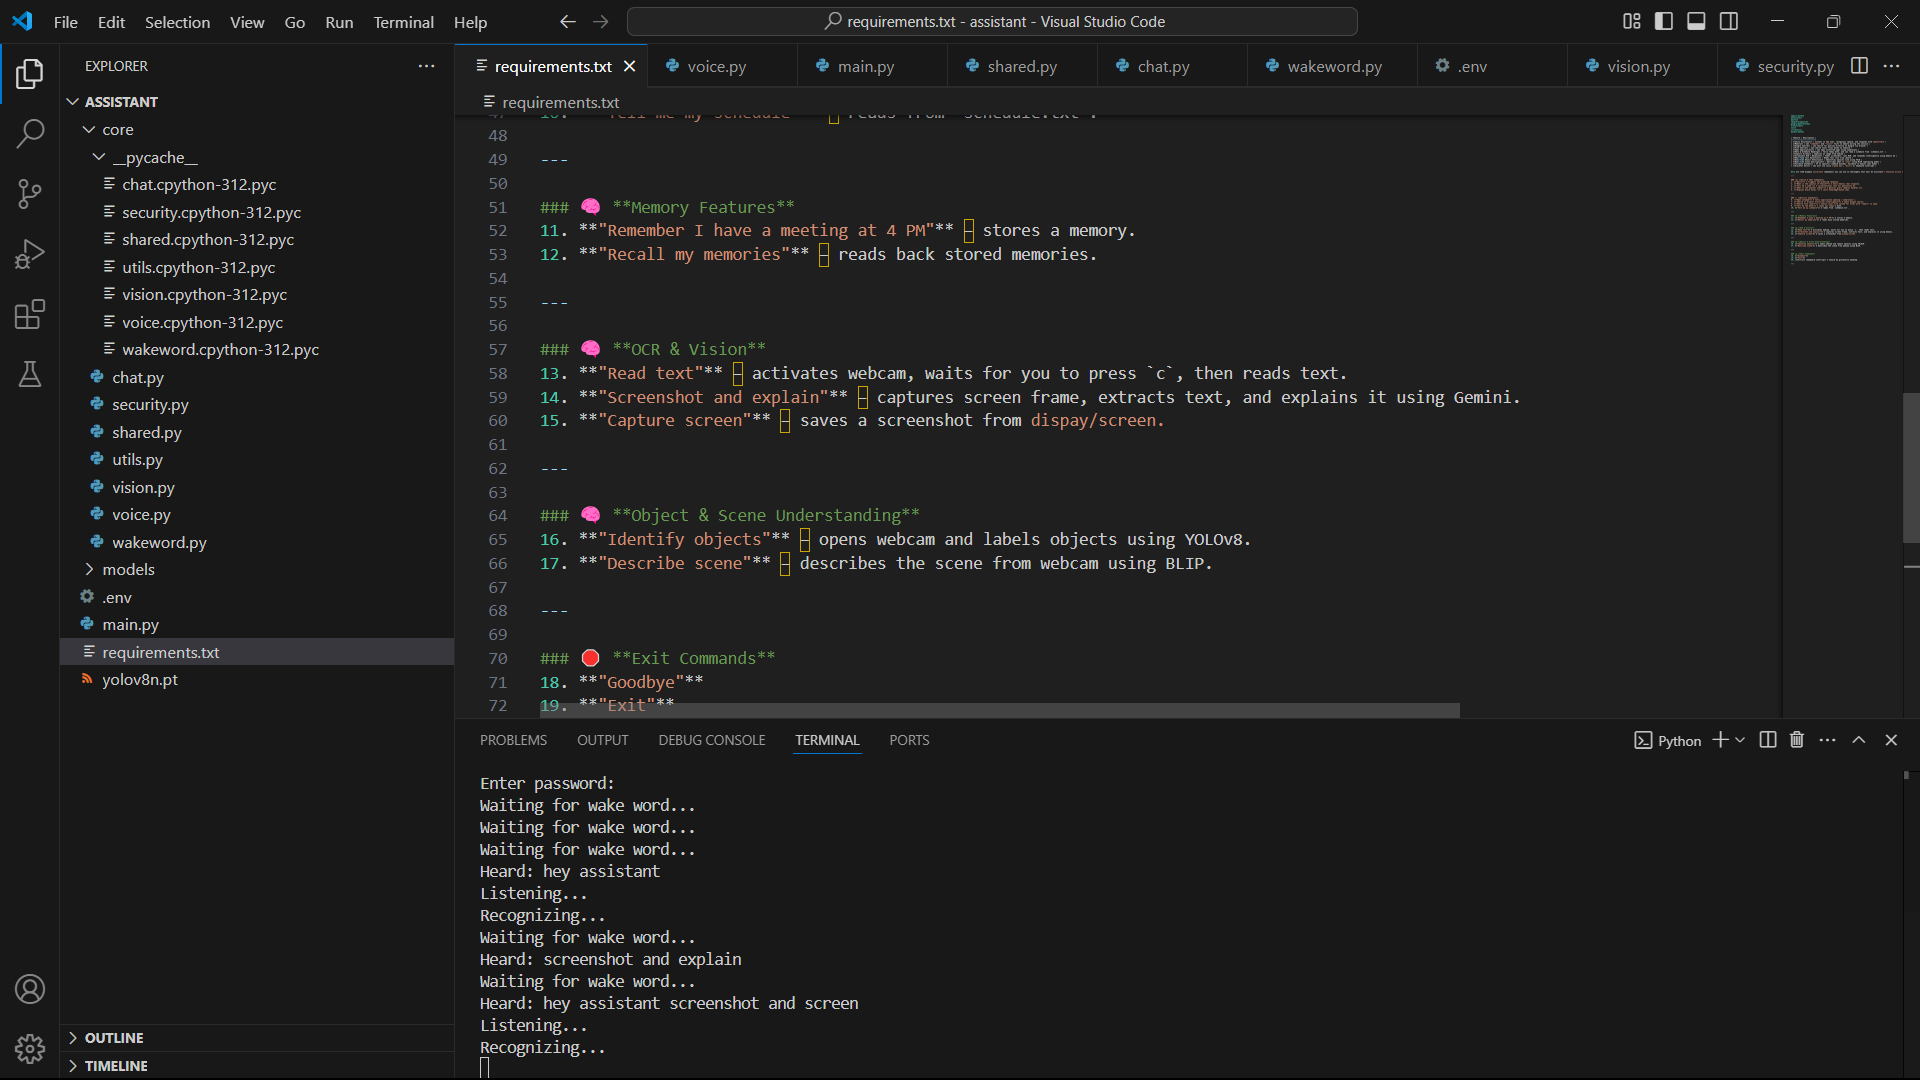 File Edit Selection View Go Run Terminal Help
requirements.txt - assistant - Visual Studio Code
EXPLORER
ASSISTANT
core
__pycache__
chat.cpython-312.pyc
security.cpython-312.pyc
shared.cpython-312.pyc
utils.cpython-312.pyc
vision.cpython-312.pyc
voice.cpython-312.pyc
wakeword.cpython-312.pyc
chat.py
security.py
shared.py
utils.py
vision.py
voice.py
wakeword.py
models
.env
main.py
requirements.txt
yolov8n.pt
OUTLINE
TIMELINE
requirements.txt voice.py main.py shared.py chat.py wakeword.py .env vision.py security.py
requirements.txt
48
49 ---
50
51 ### 🧠 **Memory Features**
52 11. **"Remember I have a meeting at 4 PM"** – stores a memory.
53 12. **"Recall my memories"** – reads back stored memories.
54
55 ---
56
57 ### 🧠 **OCR & Vision**
58 13. **"Read text"** – activates webcam, waits for you to press `c`, then reads text.
59 14. **"Screenshot and explain"** – captures screen frame, extracts text, and explains it using Gemini.
60 15. **"Capture screen"** – saves a screenshot from dispay/screen.
61
62 ---
63
64 ### 🧠 **Object & Scene Understanding**
65 16. **"Identify objects"** – opens webcam and labels objects using YOLOv8.
66 17. **"Describe scene"** – describes the scene from webcam using BLIP.
67
68 ---
69
70 ### 🛑 **Exit Commands**
71 18. **"Goodbye"**
72 19. **"Exit"**
PROBLEMS OUTPUT DEBUG CONSOLE TERMINAL PORTS
Python
Enter password:
Waiting for wake word...
Waiting for wake word...
Waiting for wake word...
Heard: hey assistant
Listening...
Recognizing...
Waiting for wake word...
Heard: screenshot and explain
Waiting for wake word...
Heard: hey assistant screenshot and screen
Listening...
Recognizing...